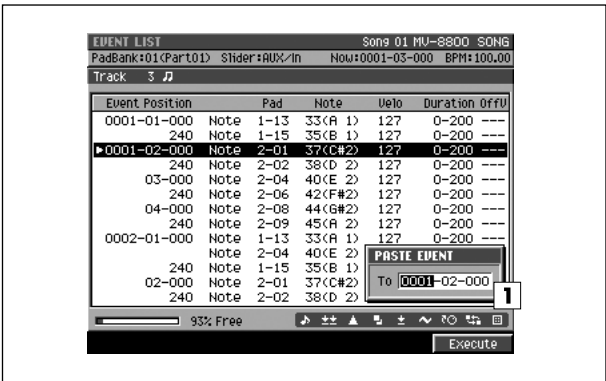 EVENT LIST Song 01 MV-8800 SONG
PadBank:01(Part01) Slider:AUX/In Now:0001-03-000 BPM:100.00
Track 3
Event Position Pad Note Velo Duration OffV
0001-01-000 Note 1-13 33(A 1) 127 0-200 ---
240 Note 1-15 35(B 1) 127 0-200 ---
0001-02-000 Note 2-01 37(C#2) 127 0-200 ---
240 Note 2-02 38(D 2) 127 0-200 ---
03-000 Note 2-04 40(E 2) 127 0-200 ---
240 Note 2-06 42(F#2) 127 0-200 ---
04-000 Note 2-08 44(G#2) 127 0-200 ---
240 Note 2-09 45(A 2) 127 0-200 ---
0002-01-000 Note 1-13 33(A 1) 127 0-200 ---
Note 2-04 40(E 2)
240 Note 1-15 35(B 1)
02-000 Note 2-01 37(C#2)
240 Note 2-02 38(D 2)
PASTE EVENT
To 0001-02-000
1
93% Free
Execute